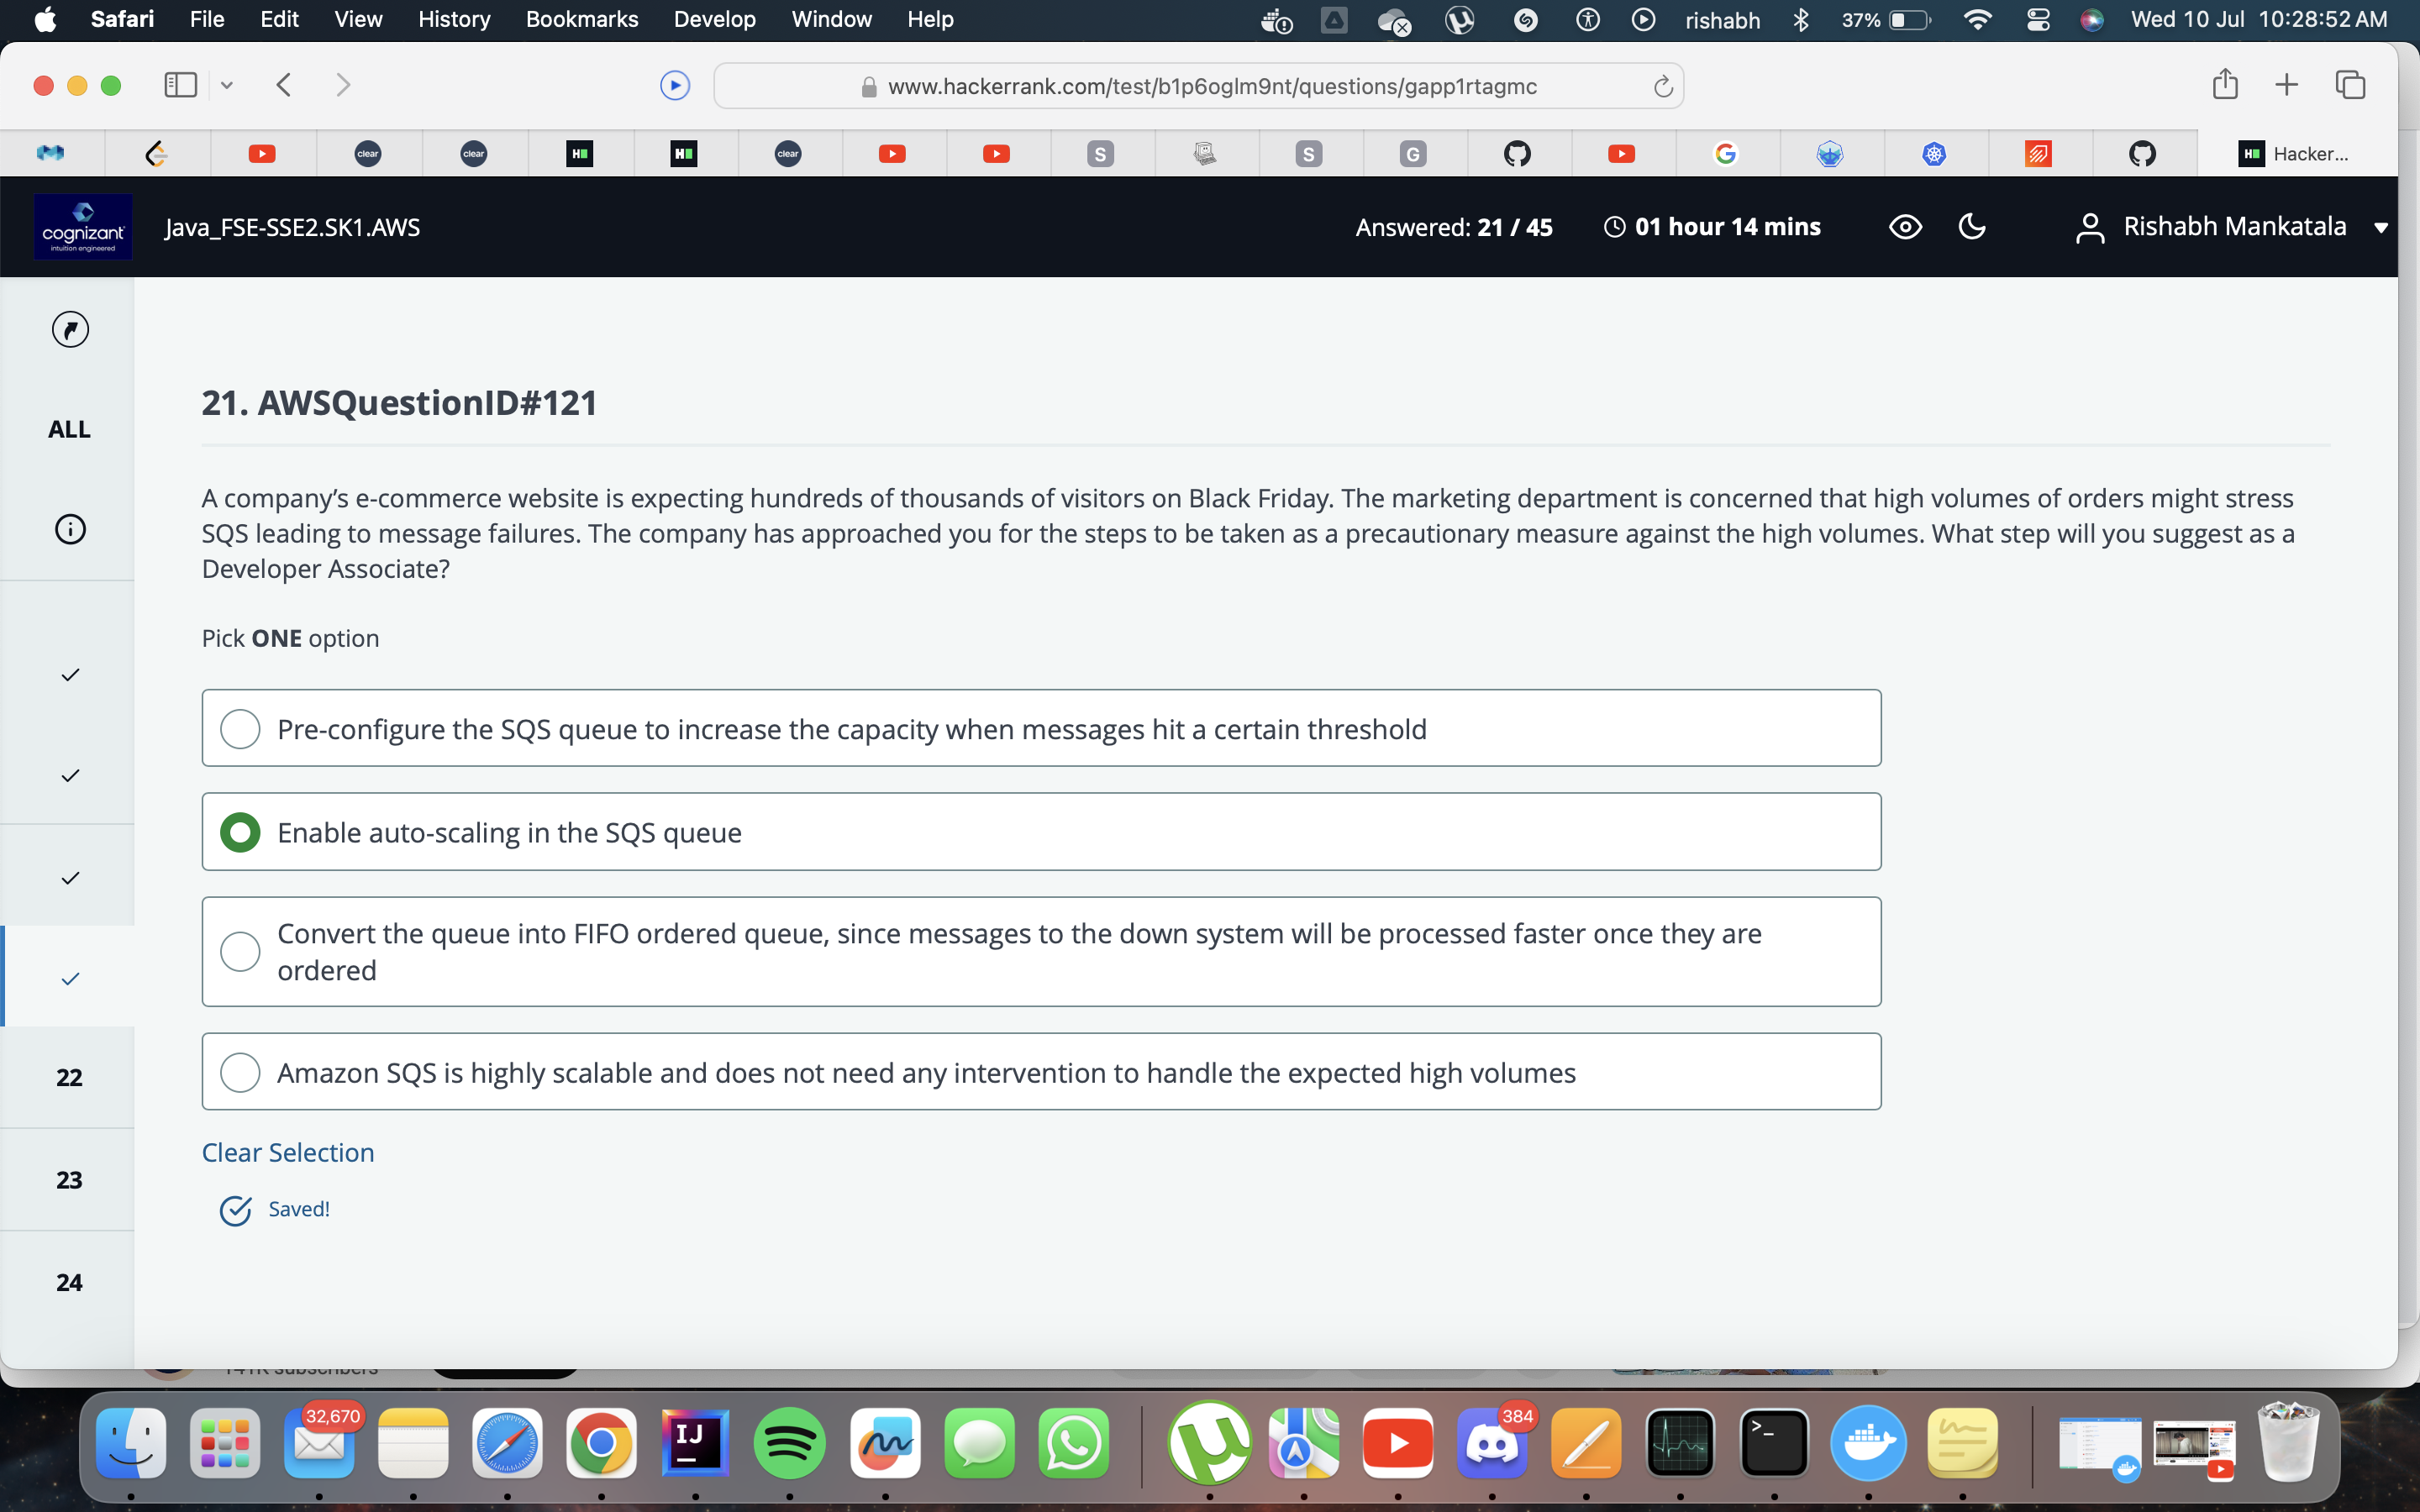 Safari File Edit View History Bookmarks Develop Window Help rishabh 37% Wed 10 Jul 10:28:52 AM
www.hackerrank.com/test/b1p6oglm9nt/questions/gapp1rtagmc
clear clear clear S S G Hacker...
cognizant
intuition engineered
Java_FSE-SSE2.SK1.AWS
Answered: 21 / 45
01 hour 14 mins
Rishabh Mankatala
ALL
21. AWSQuestionID#121
A company's e-commerce website is expecting hundreds of thousands of visitors on Black Friday. The marketing department is concerned that high volumes of orders might stress
SQS leading to message failures. The company has approached you for the steps to be taken as a precautionary measure against the high volumes. What step will you suggest as a
Developer Associate?
Pick ONE option
Pre-configure the SQS queue to increase the capacity when messages hit a certain threshold
Enable auto-scaling in the SQS queue
Convert the queue into FIFO ordered queue, since messages to the down system will be processed faster once they are
ordered
Amazon SQS is highly scalable and does not need any intervention to handle the expected high volumes
Clear Selection
Saved!
22
23
24
32,670
IJ
384